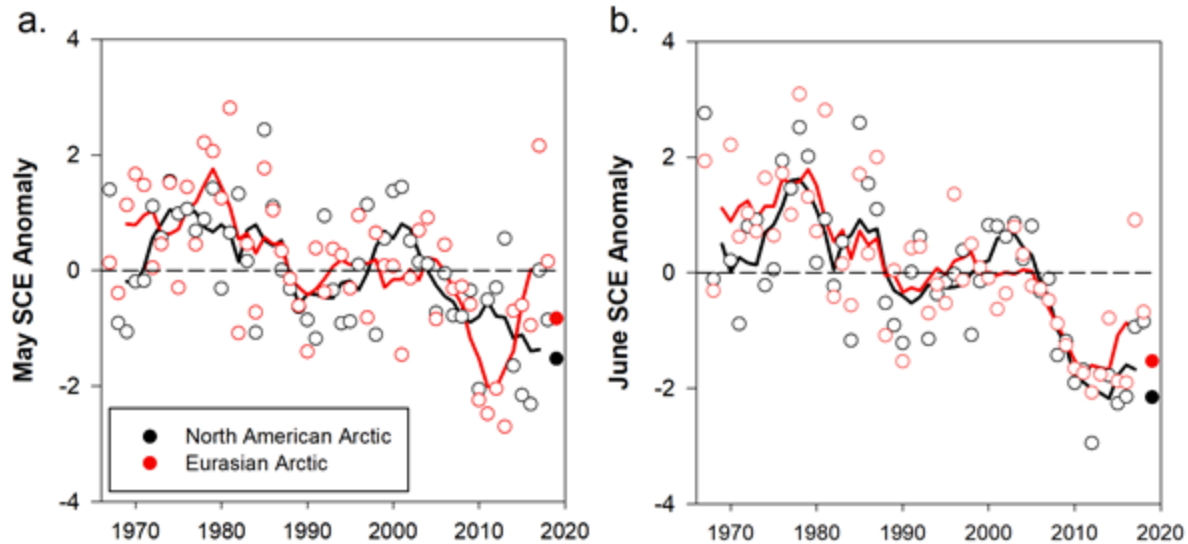 a.
May SCE Anomaly
4
2
0
-2
-4
North American Arctic
Eurasian Arctic
1970 1980 1990 2000 2010 2020
b.
June SCE Anomaly
4
2
0
-2
-4
1970 1980 1990 2000 2010 2020